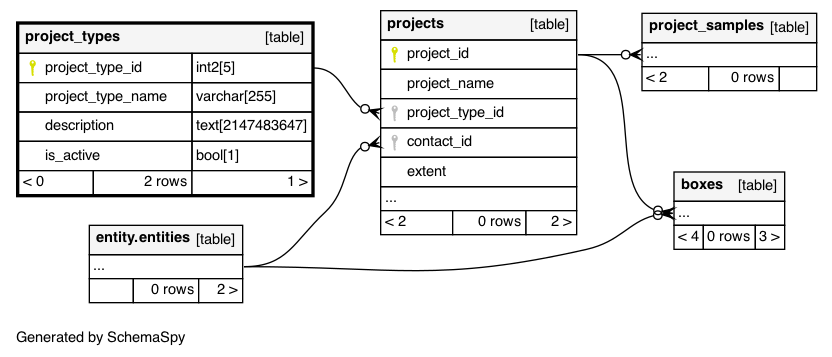 project_types [table]
project_type_id int2[5]
project_type_name varchar[255]
description text[2147483647]
is_active bool[1]
< 0 2 rows 1 >
projects [table]
project_id
project_name
project_type_id
contact_id
extent
...
< 2 0 rows 2 >
project_samples [table]
...
< 2 0 rows
boxes [table]
...
< 4 0 rows 3 >
entity.entities [table]
...
0 rows 2 >
Generated by SchemaSpy